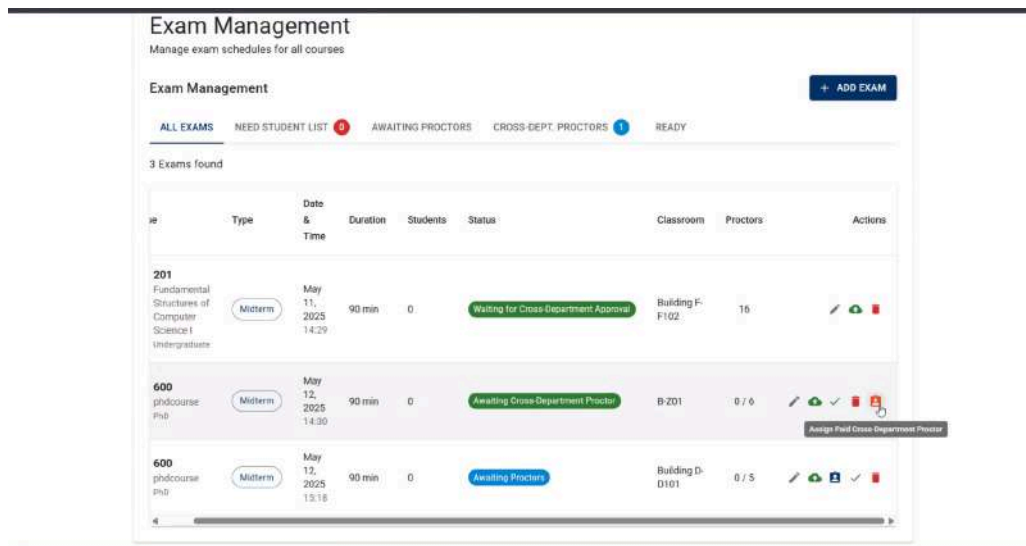 Exam Management
Manage exam schedules for all courses
Exam Management
+ ADD EXAM
ALL EXAMS NEED STUDENT LIST 0 AWAITING PROCTORS CROSS-DEPT. PROCTORS 1 READY
3 Exams found
se Type Date & Time Duration Students Status Classroom Proctors Actions
201
Fundamental
Structures of
Computer
Science I
Undergraduate
Midterm
May
11,
2025
14:29
90 min
0
Waiting for Cross-Department Approval
Building F-
F102
16
600
phdcourse
PhD
Midterm
May
12,
2025
14:30
90 min
0
Awaiting Cross-Department Proctor
B-Z01
0 / 6
Assign Paid Cross-Department Proctor
600
phdcourse
PhD
Midterm
May
12,
2025
15:18
90 min
0
Awaiting Proctors
Building D-
D101
0 / 5